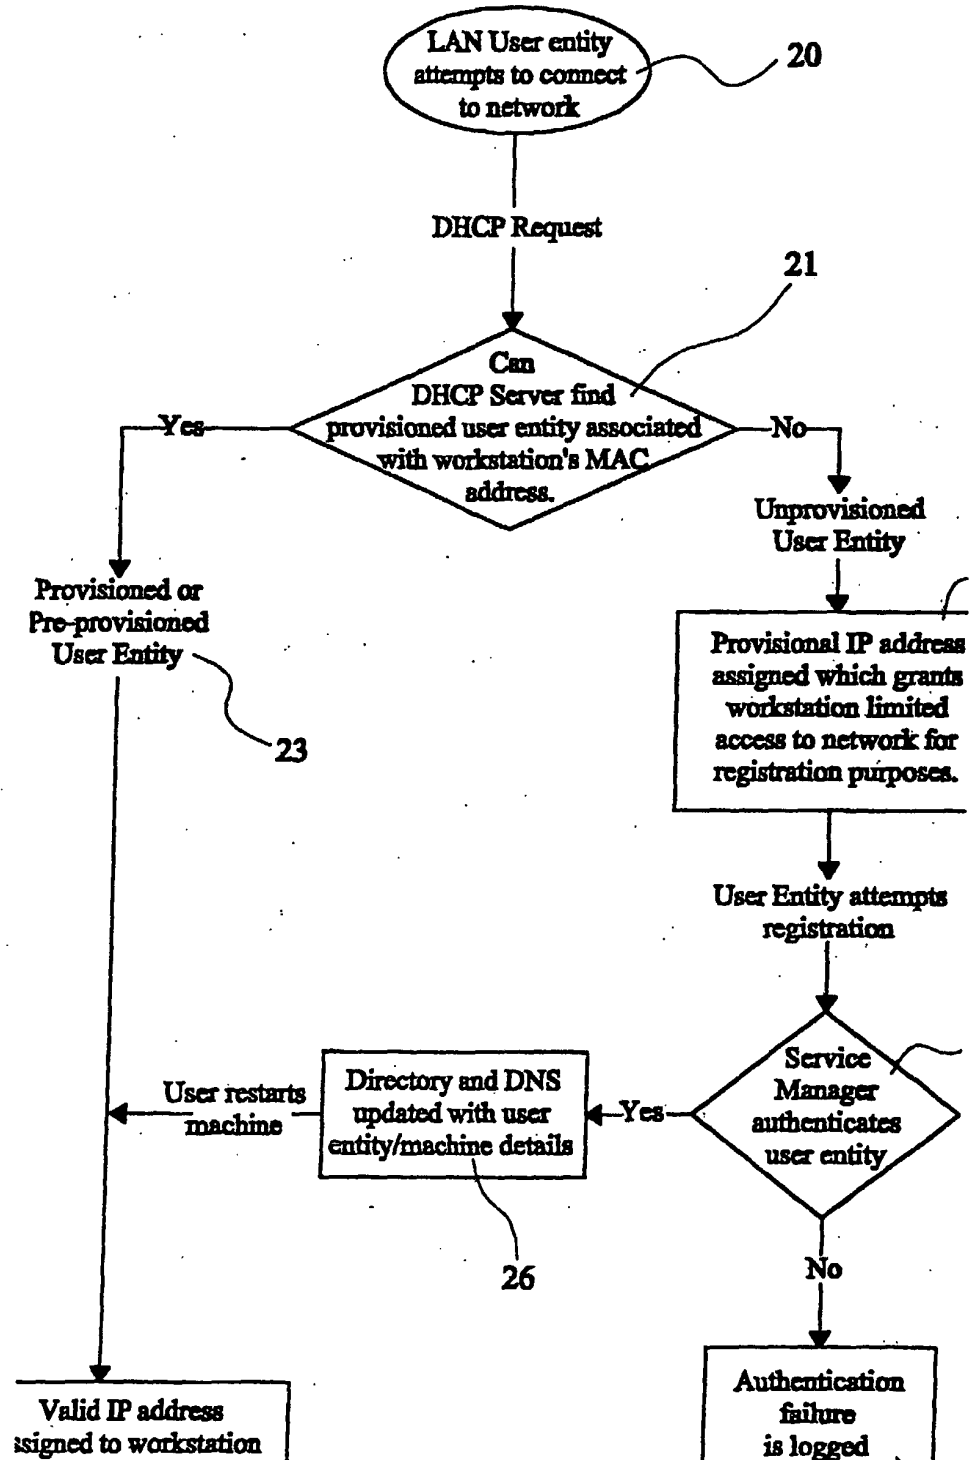 LAN User entity
attempts to connect
to network
20
DHCP Request
21
Can
DHCP Server find
provisioned user entity associated
with workstation's MAC
address.
Yes
No
Unprovisioned
User Entity
Provisioned or
Pre-provisioned
User Entity
23
Provisional IP address
assigned which grants
workstation limited
access to network for
registration purposes.
User Entity attempts
registration
Service
Manager
authenticates
user entity
Yes
Directory and DNS
updated with user
entity/machine details
26
User restarts
machine
No
Valid IP address
ssigned to workstation
Authentication
failure
is logged